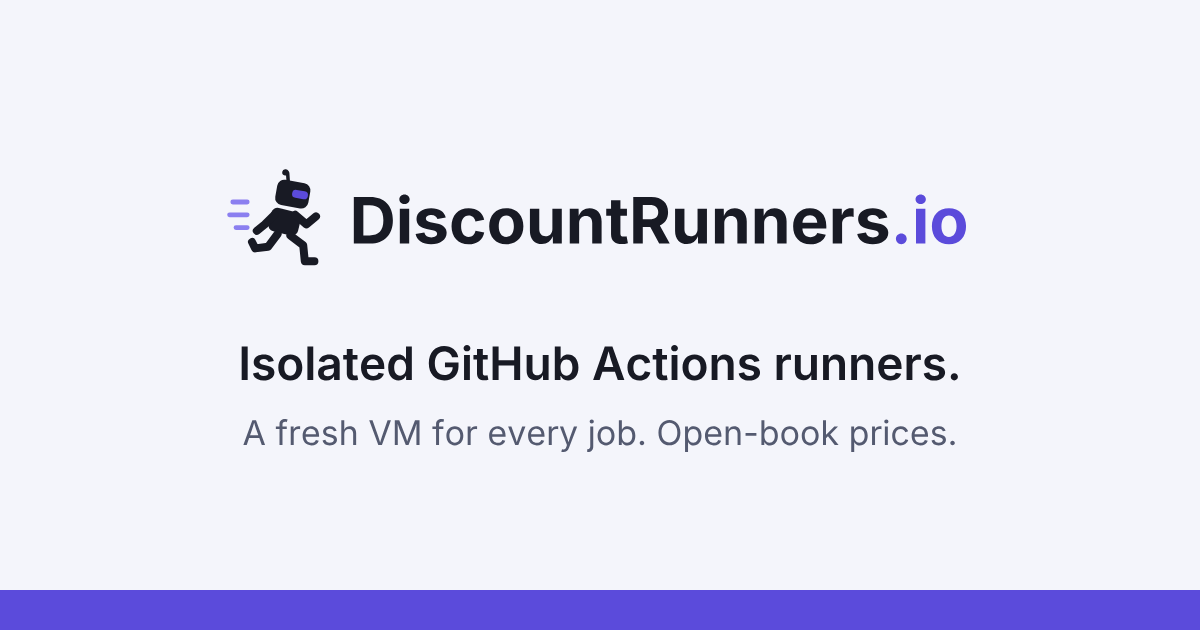 DiscountRunners.io
Isolated GitHub Actions runners.
A fresh VM for every job. Open-book prices.